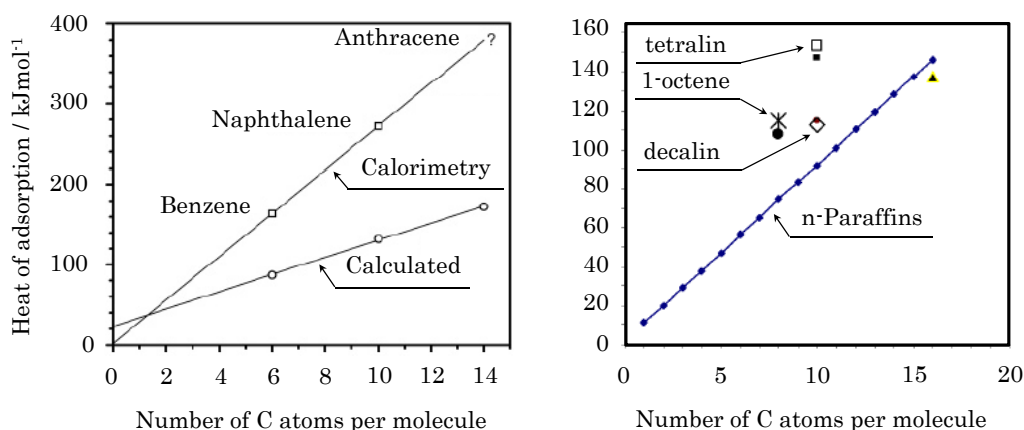 Heat of adsorption / kJmol-1
400
300
200
100
0
Anthracene
?
Naphthalene
Calorimetry
Benzene
Calculated
0 2 4 6 8 10 12 14
Number of C atoms per molecule
160
140
120
100
80
60
40
20
0
tetralin
1-octene
decalin
n-Paraffins
0 5 10 15 20
Number of C atoms per molecule